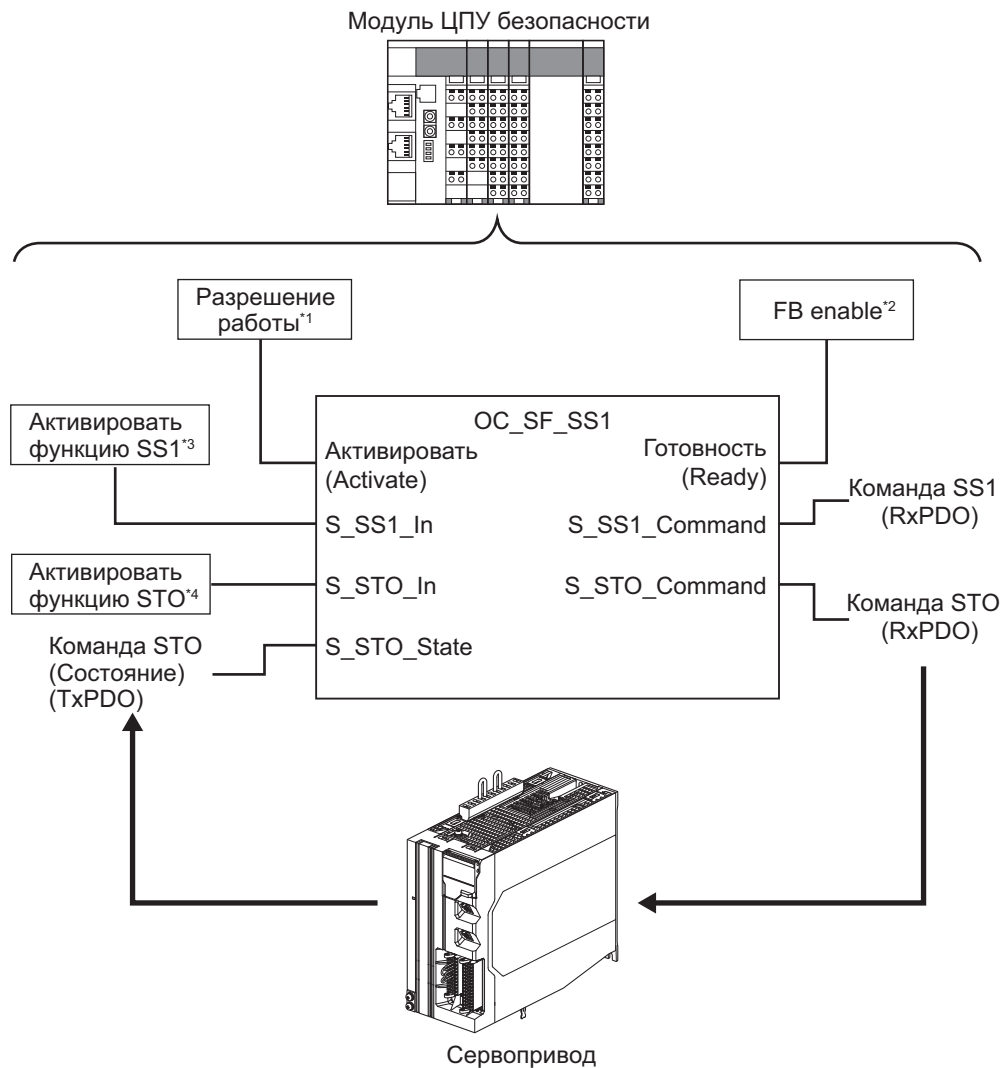 Модуль ЦПУ безопасности
Разрешение
работы*1
FB enable*2
Активировать
функцию SS1*3
OC_SF_SS1
Активировать
(Activate)
Готовность
(Ready)
Команда SS1
(RxPDO)
S_SS1_In
S_SS1_Command
Активировать
функцию STO*4
S_STO_In
S_STO_Command
Команда STO
(RxPDO)
Команда STO
(Состояние)
(TxPDO)
S_STO_State
Сервопривод